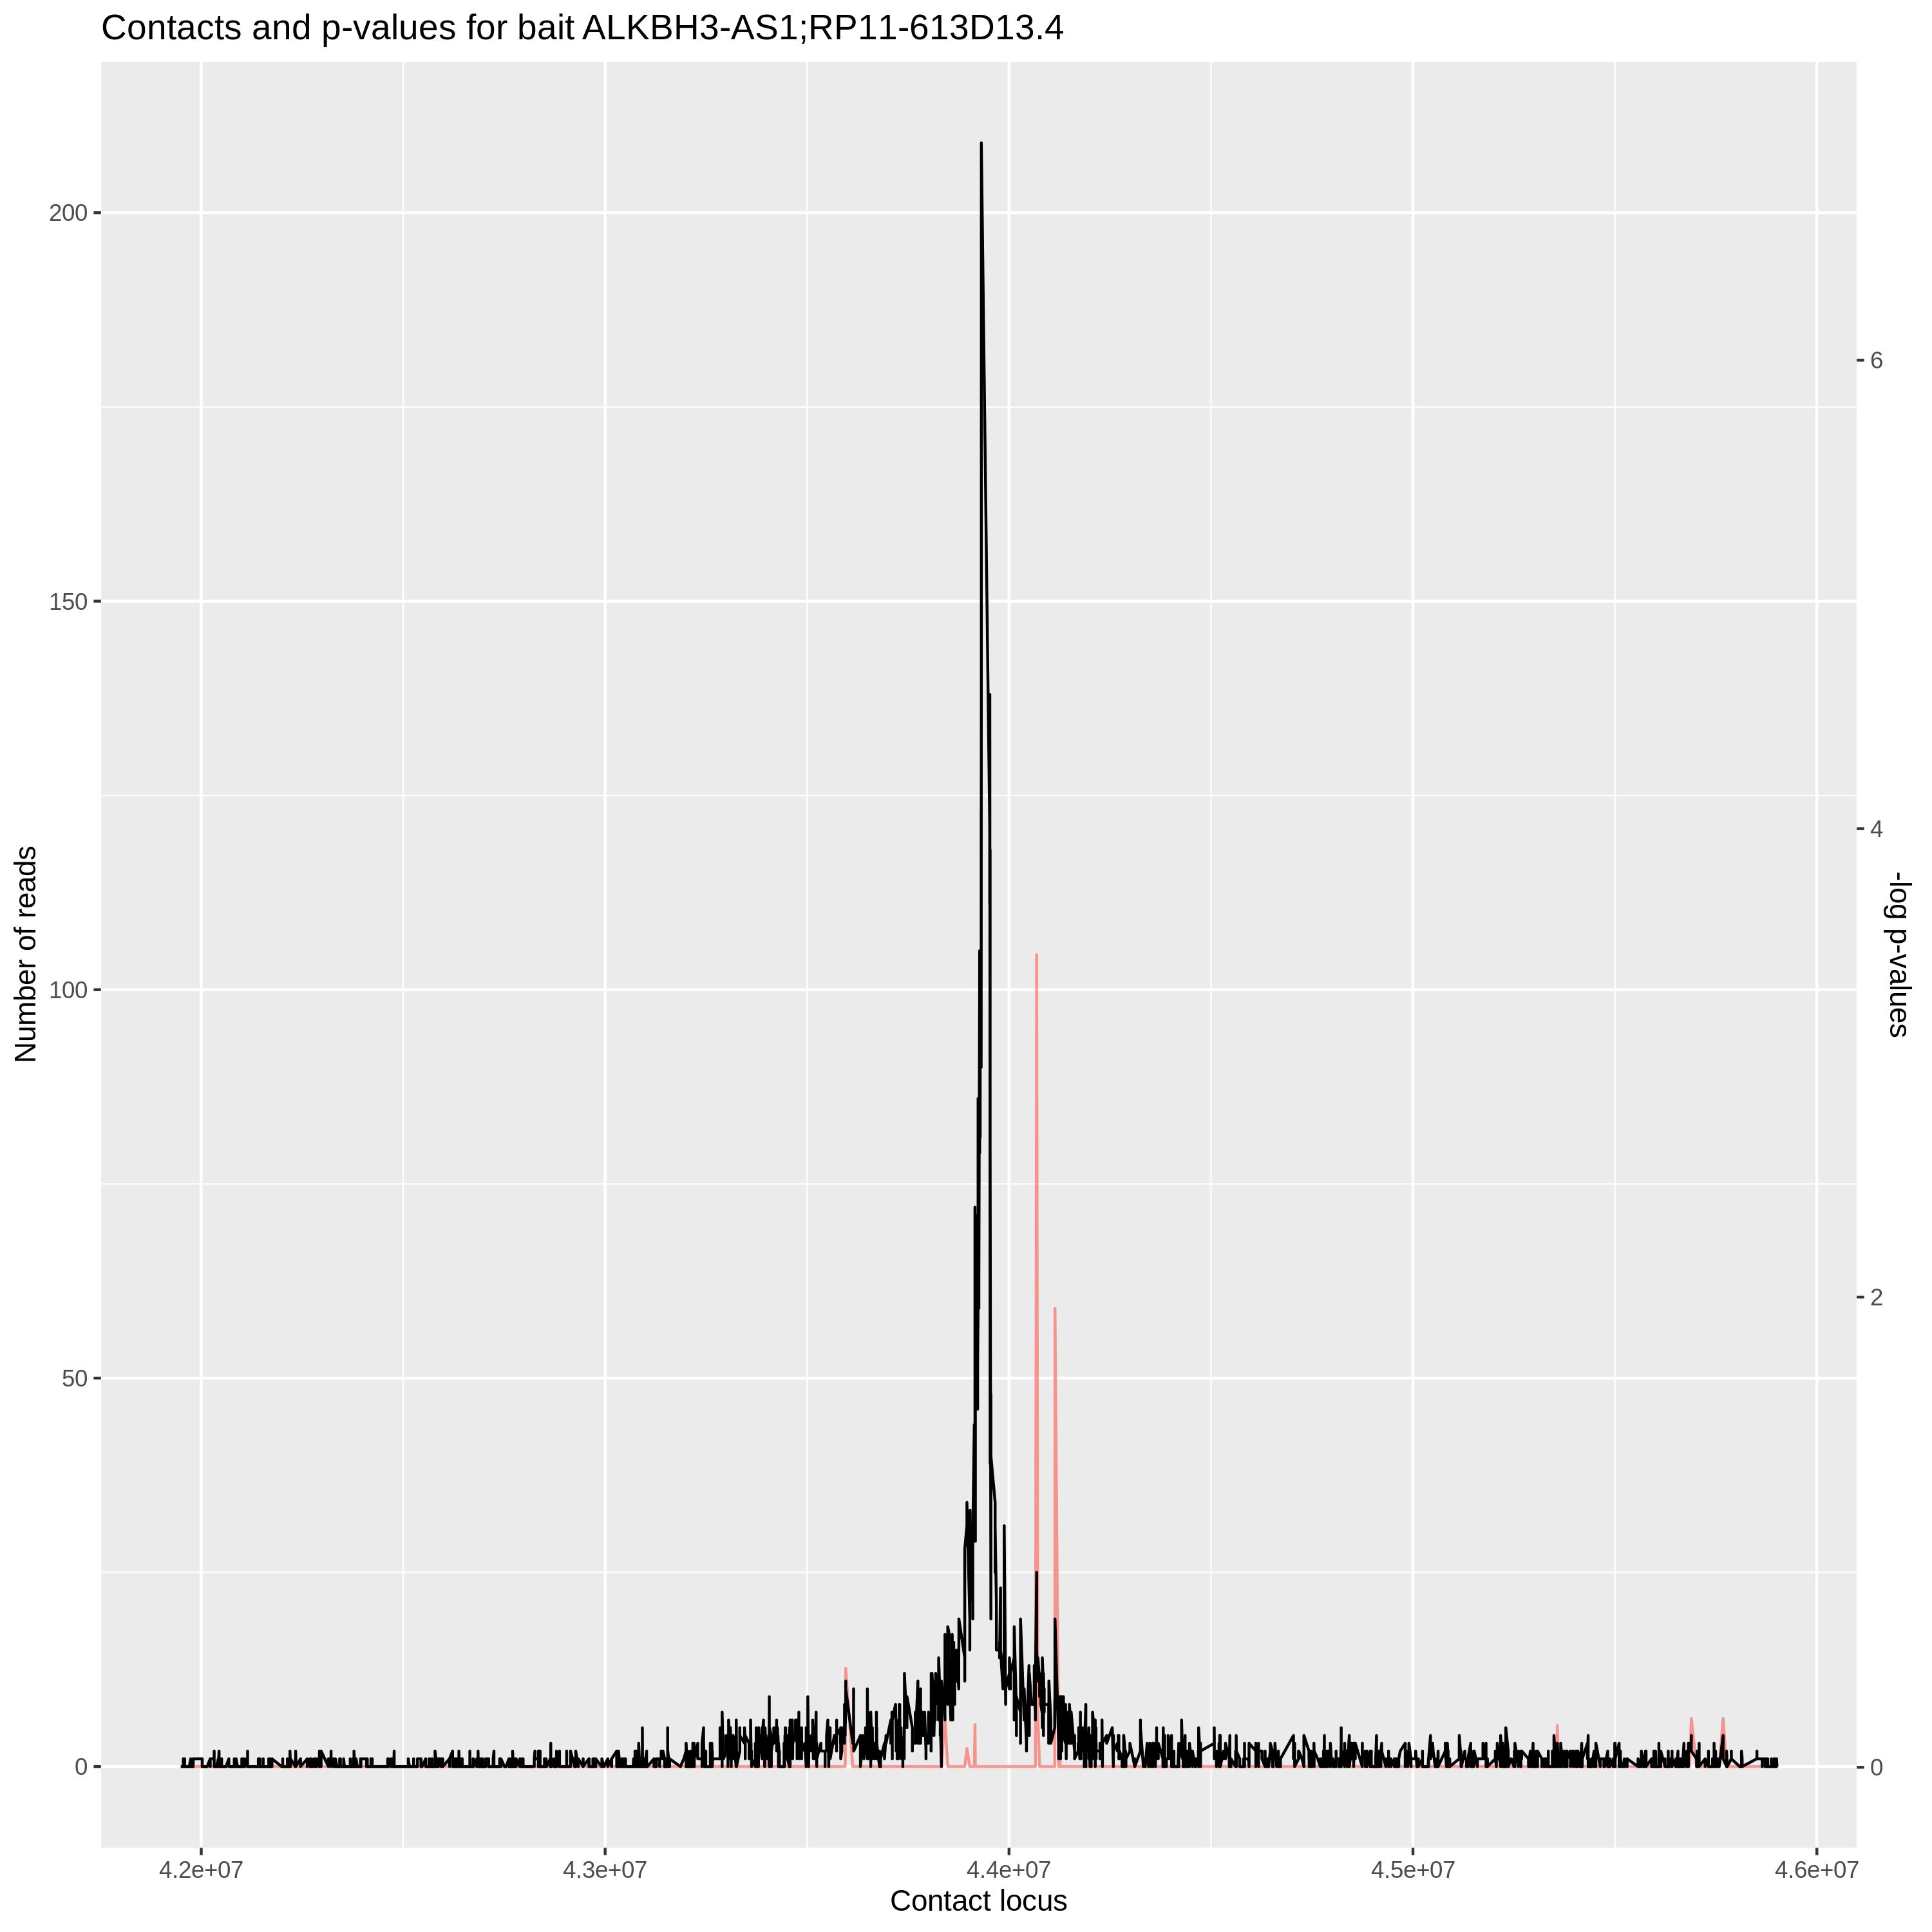 Contacts and p-values for bait ALKBH3-AS1;RP11-613D13.4
200
150
100
50
0
Number of reads
6
4
2
0
-log p-values
4.2e+07
4.3e+07
4.4e+07
4.5e+07
4.6e+07
Contact locus